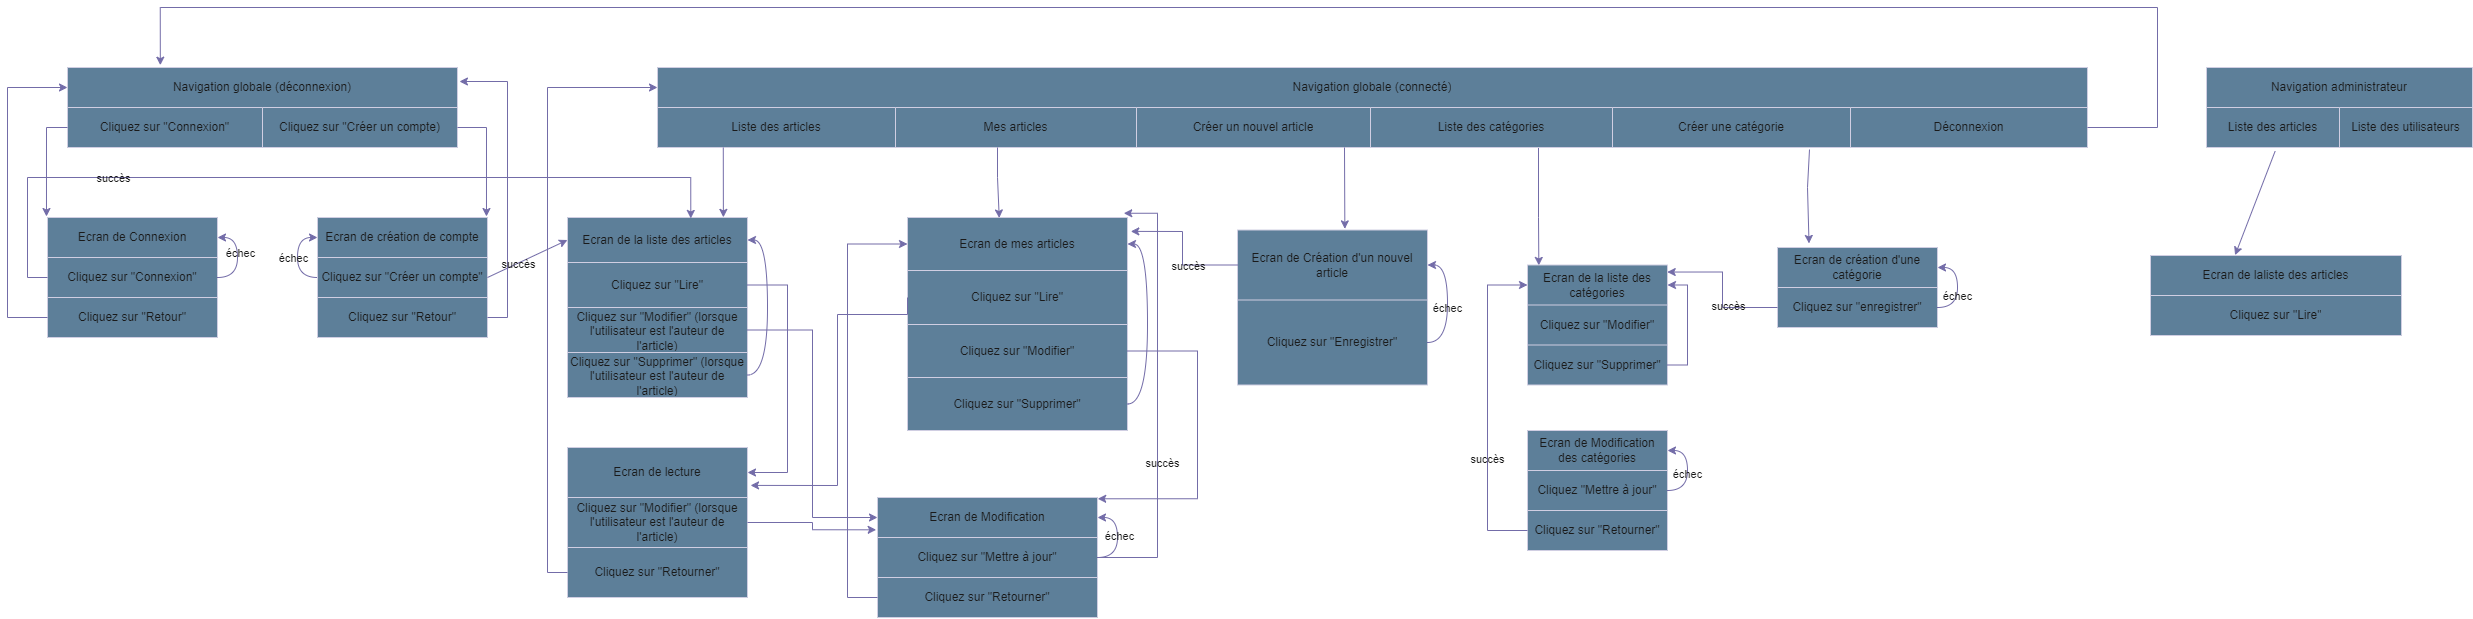 Navigation globale (déconnexion)
Cliquez sur "Connexion"
Cliquez sur "Créer un compte)
Navigation globale (connecté)
Liste des articles
Mes articles
Créer un nouvel article
Liste des catégories
Créer une catégorie
Déconnexion
Navigation administrateur
Liste des articles
Liste des utilisateurs
succès
Ecran de Connexion
Cliquez sur "Connexion"
Cliquez sur "Retour"
échec
Ecran de création de compte
Cliquez sur "Créer un compte"
Cliquez sur "Retour"
échec
succès
Ecran de la liste des articles
Cliquez sur "Lire"
Cliquez sur "Modifier" (lorsque
l'utilisateur est l'auteur de
l'article)
Cliquez sur "Supprimer" (lorsque
l'utilisateur est l'auteur de
l'article)
Ecran de mes articles
Cliquez sur "Lire"
Cliquez sur "Modifier"
Cliquez sur "Supprimer"
succès
Ecran de Création d'un nouvel
article
Cliquez sur "Enregistrer"
échec
Ecran de la liste des
catégories
Cliquez sur "Modifier"
Cliquez sur "Supprimer"
succès
Ecran de création d'une
catégorie
Cliquez sur "enregistrer"
échec
Ecran de laliste des articles
Cliquez sur "Lire"
Ecran de lecture
Cliquez sur "Modifier" (lorsque
l'utilisateur est l'auteur de
l'article)
Cliquez sur "Retourner"
Ecran de Modification
Cliquez sur "Mettre à jour"
Cliquez sur "Retourner"
échec
succès
succès
Ecran de Modification
des catégories
Cliquez "Mettre à jour"
Cliquez sur "Retourner"
échec